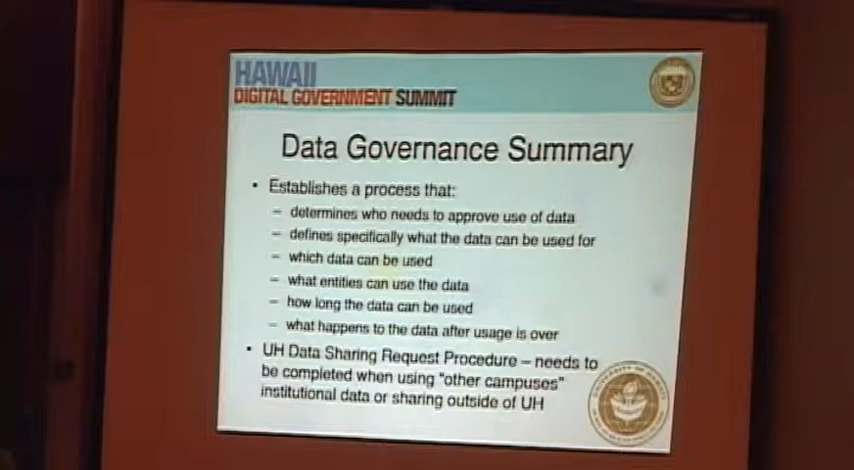 HAWAII
DIGITAL GOVERNMENT SUMMIT
Data Governance Summary
• Establishes a process that:
– determines who needs to approve use of data
– defines specifically what the data can be used for
– which data can be used
– what entities can use the data
– how long the data can be used
– what happens to the data after usage is over
• UH Data Sharing Request Procedure – needs to
be completed when using "other campuses"
institutional data or sharing outside of UH